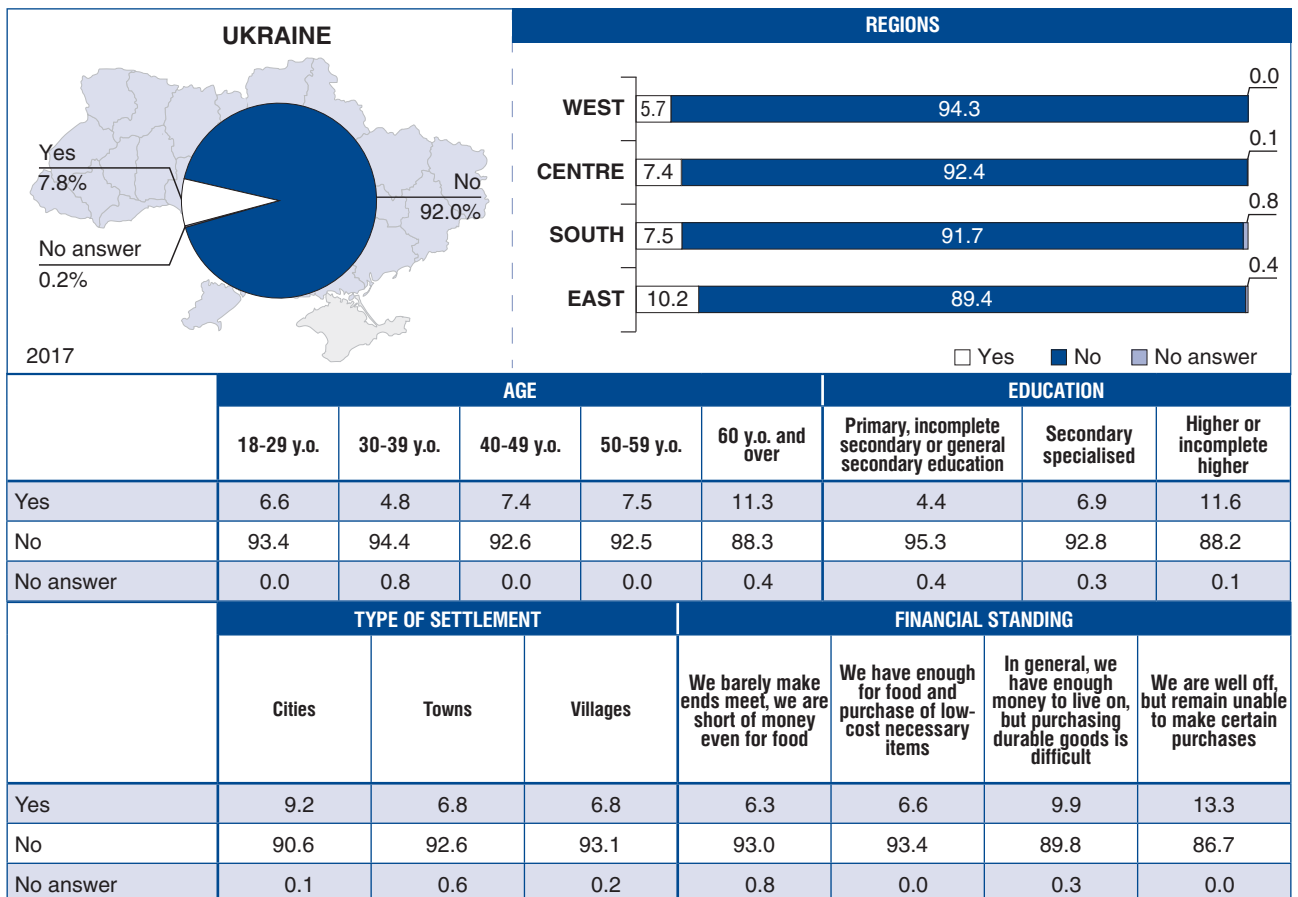 UKRAINE
Yes
7.8%
No
92.0%
No answer
0.2%
2017
REGIONS
0.0
WEST 5.7 94.3
0.1
CENTRE 7.4 92.4
0.8
SOUTH 7.5 91.7
0.4
EAST 10.2 89.4
Yes No No answer
AGE EDUCATION
18-29 y.o. 30-39 y.o. 40-49 y.o. 50-59 y.o. 60 y.o. and over Primary, incomplete secondary or general secondary education Secondary specialised Higher or incomplete higher
Yes 6.6 4.8 7.4 7.5 11.3 4.4 6.9 11.6
No 93.4 94.4 92.6 92.5 88.3 95.3 92.8 88.2
No answer 0.0 0.8 0.0 0.0 0.4 0.4 0.3 0.1
TYPE OF SETTLEMENT FINANCIAL STANDING
Cities Towns Villages We barely make ends meet, we are short of money even for food We have enough for food and purchase of low-cost necessary items In general, we have enough money to live on, but purchasing durable goods is difficult We are well off, but remain unable to make certain purchases
Yes 9.2 6.8 6.8 6.3 6.6 9.9 13.3
No 90.6 92.6 93.1 93.0 93.4 89.8 86.7
No answer 0.1 0.6 0.2 0.8 0.0 0.3 0.0